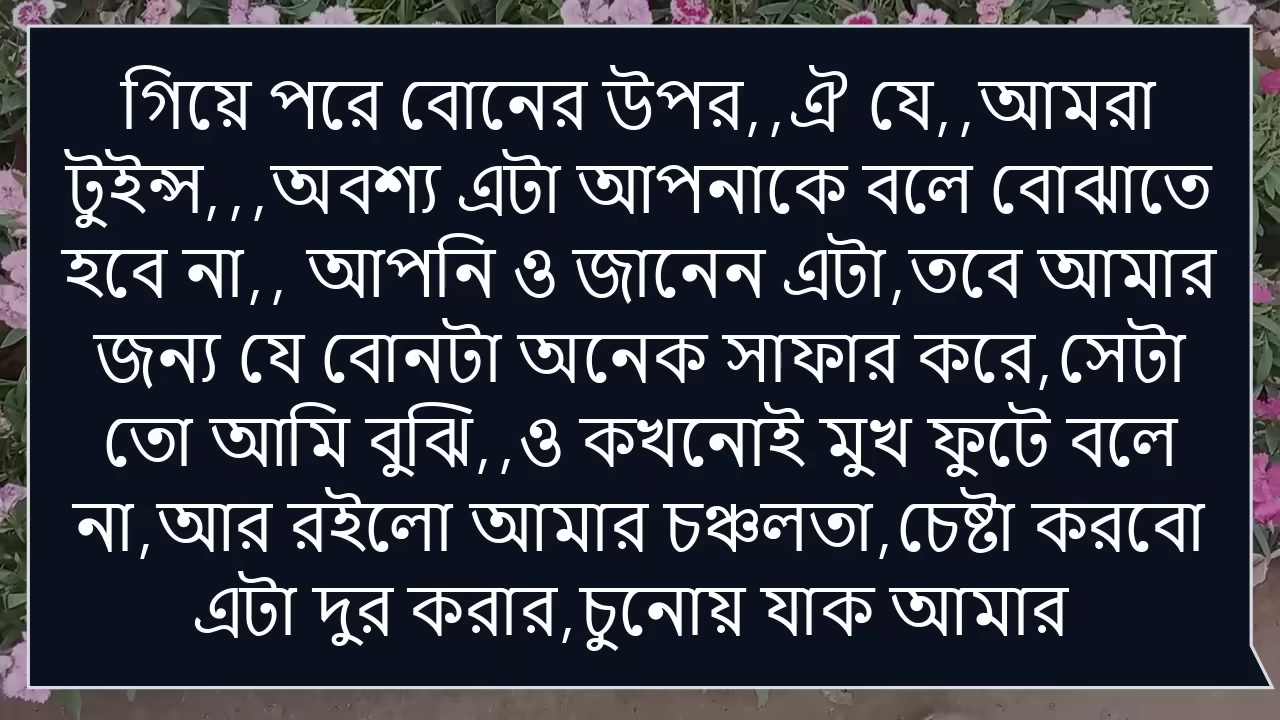 গিয়ে পরে বোনের উপর,,ঐ যে,,আমরা
টুইন্স,,,অবশ্য এটা আপনাকে বলে বোঝাতে
হবে না,, আপনি ও জানেন এটা,তবে আমার
জন্য যে বোনটা অনেক সাফার করে,সেটা
তো আমি বুঝি,,ও কখনোই মুখ ফুটে বলে
না,আর রইলো আমার চঞ্চলতা,চেষ্টা করবো
এটা দুর করার,চুনোয় যাক আমার